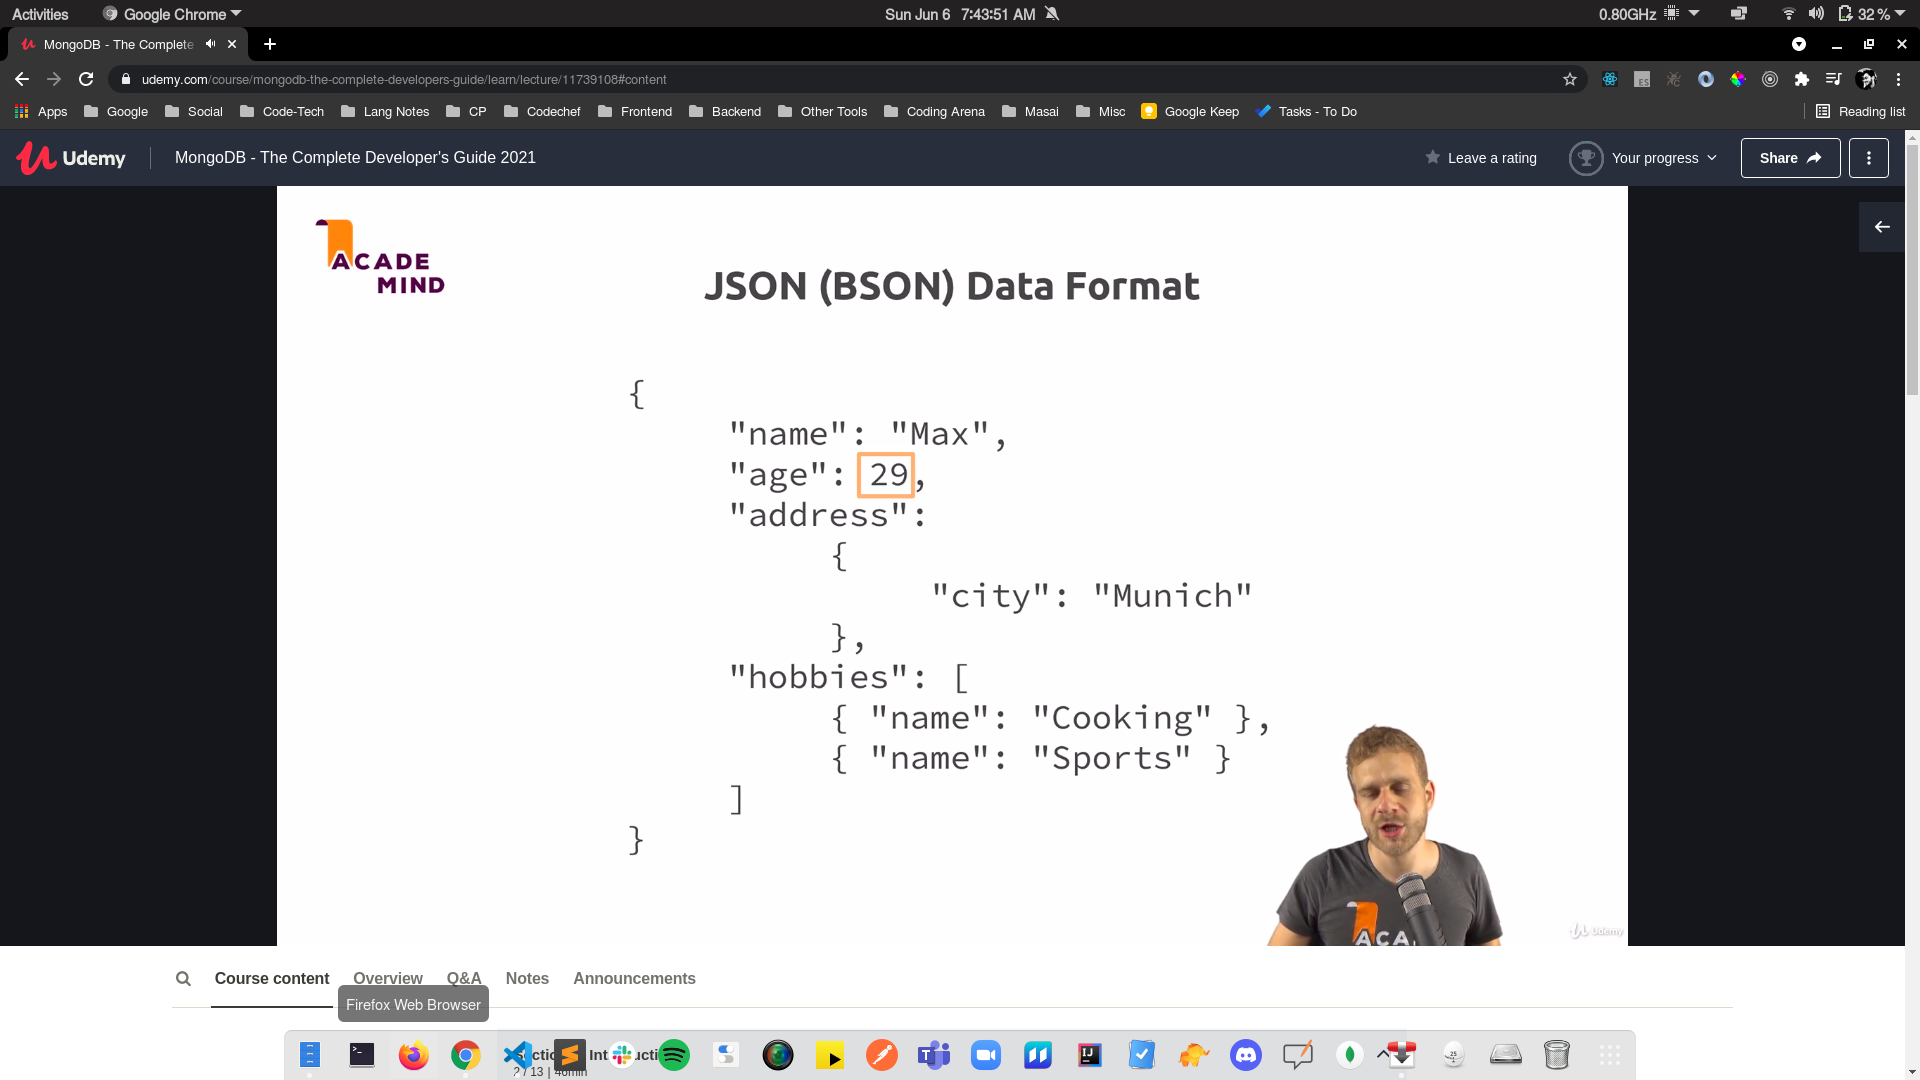 Activities Google Chrome Sun Jun 6 7:43:51 AM 0.80GHz 32 %
MongoDB - The Complete
udemy.com/course/mongodb-the-complete-developers-guide/learn/lecture/11739108#content
Apps Google Social Code-Tech Lang Notes CP Codechef Frontend Backend Other Tools Coding Arena Masai Misc Google Keep Tasks - To Do Reading list
Udemy MongoDB - The Complete Developer's Guide 2021 Leave a rating Your progress Share
ACADE
MIND
JSON (BSON) Data Format
{
"name": "Max",
"age": 29,
"address":
{
"city": "Munich"
},
"hobbies": [
{ "name": "Cooking" },
{ "name": "Sports" }
]
}
ACA
Udemy
Course content Overview Q&A Notes Announcements
Firefox Web Browser
2 / 13 | 46min